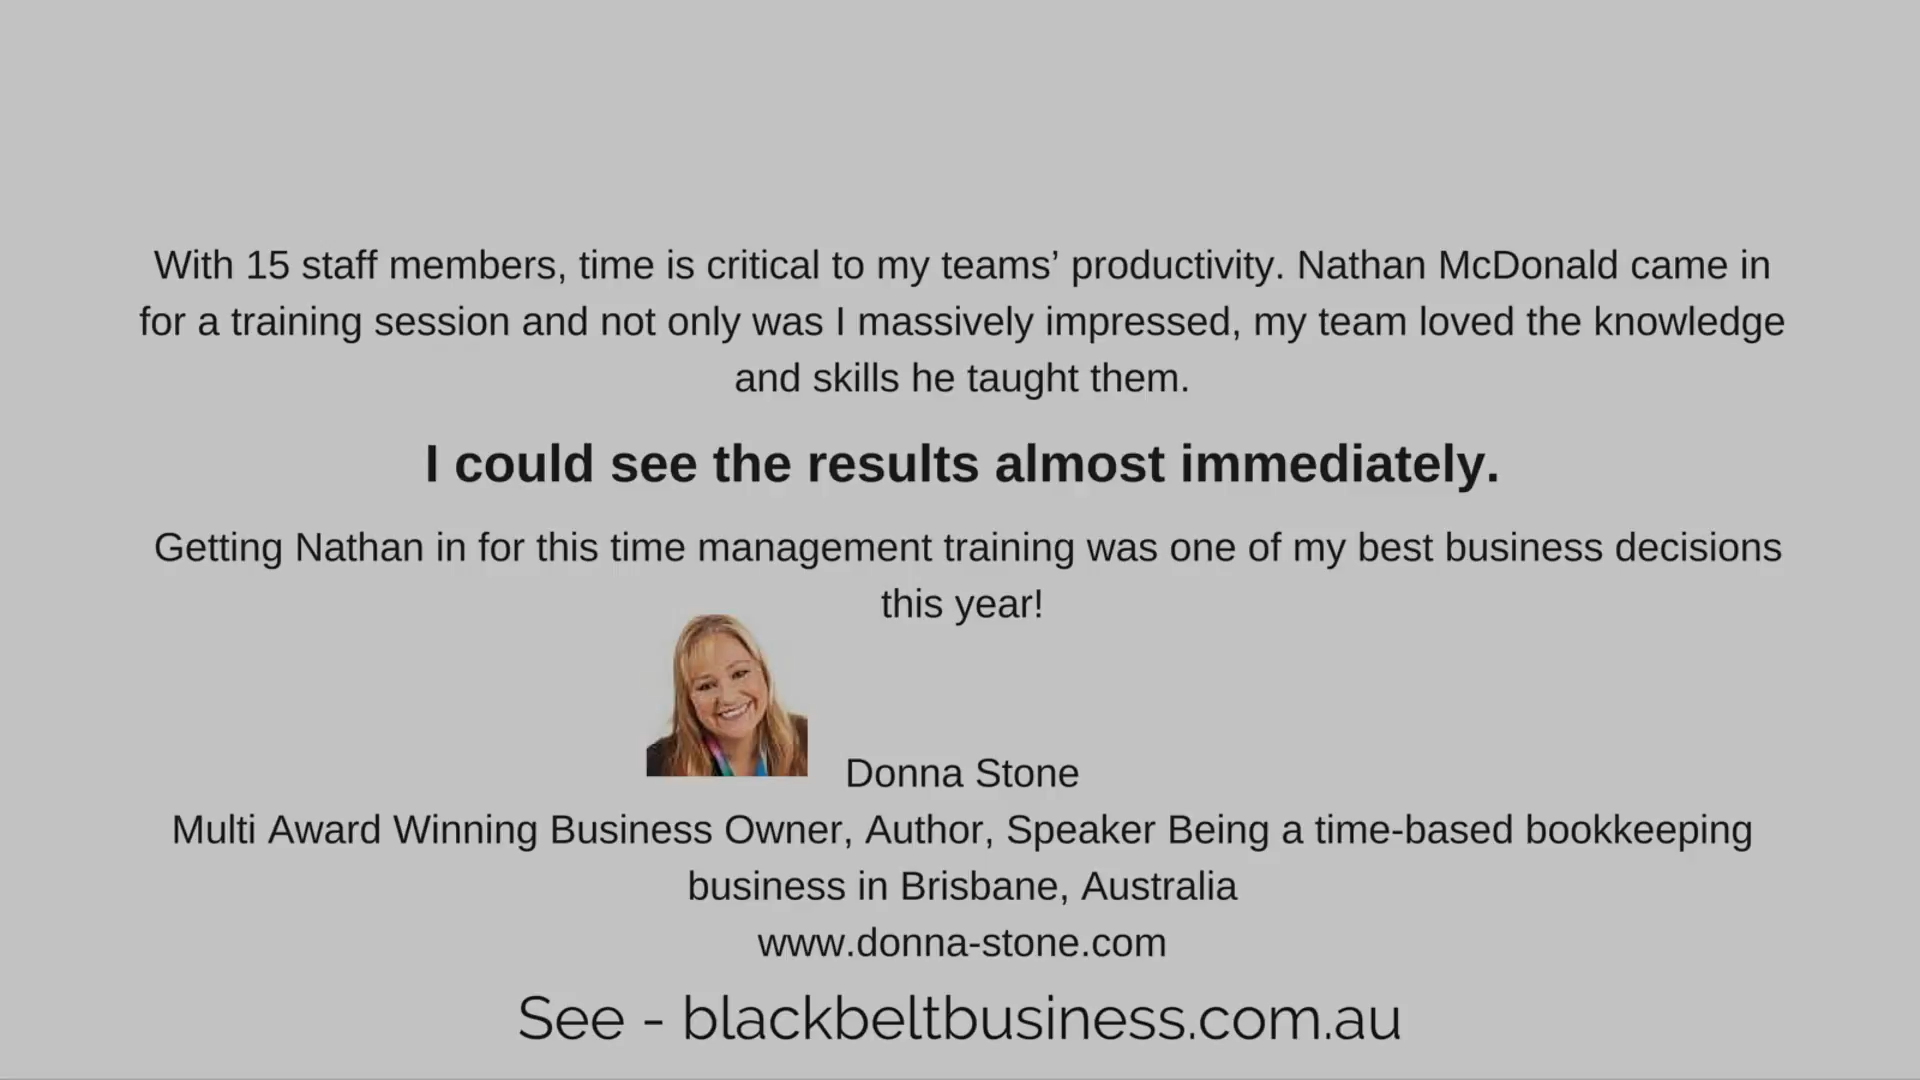 With 15 staff members, time is critical to my teams’ productivity. Nathan McDonald came in
for a training session and not only was I massively impressed, my team loved the knowledge
and skills he taught them.
I could see the results almost immediately.
Getting Nathan in for this time management training was one of my best business decisions
this year!
Donna Stone
Multi Award Winning Business Owner, Author, Speaker Being a time-based bookkeeping
business in Brisbane, Australia
www.donna-stone.com
See - blackbeltbusiness.com.au